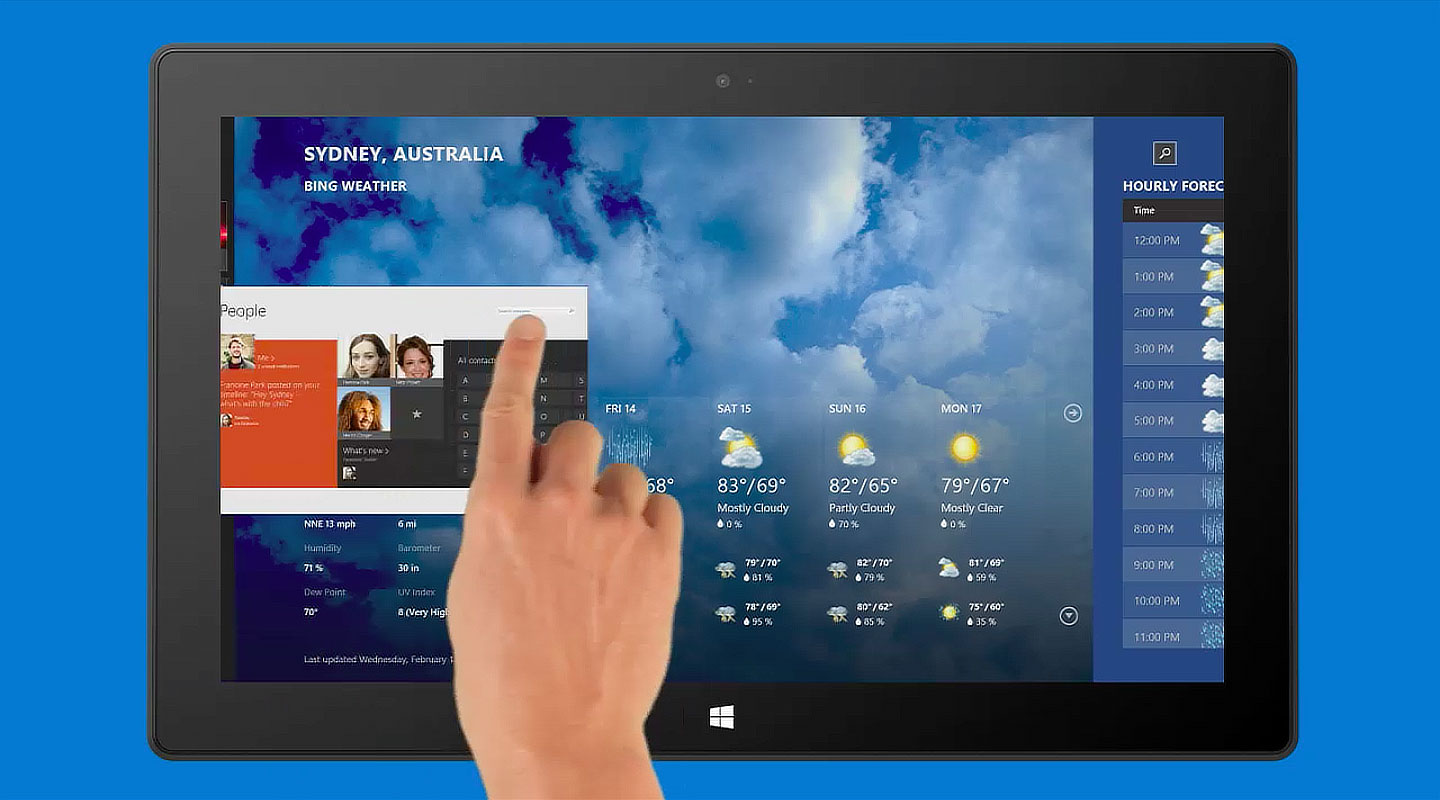 SYDNEY, AUSTRALIA
BING WEATHER
HOURLY FOREC
Time
12:00 PM
1:00 PM
2:00 PM
3:00 PM
4:00 PM
5:00 PM
6:00 PM
7:00 PM
8:00 PM
9:00 PM
10:00 PM
11:00 PM
People
Me >
Francine Park posted on your
timeline: "Hey Sydney -
what's with the chill?"
What's new >
All contac
A M S
B N T
C O U
D P
E
F
FRI 14 SAT 15 SUN 16 MON 17
68° 83°/69° 82°/65° 79°/67°
Mostly Cloudy Partly Cloudy Mostly Clear
0 % 70 % 0 %
79°/70° 82°/70° 81°/69°
81 % 79 % 59 %
78°/69° 80°/62° 75°/60°
95 % 85 % 35 %
NNE 13 mph 6 mi
Humidity Barometer
71 % 30 in
Dew Point UV Index
70° 8 (Very High
Last updated Wednesday, February 1